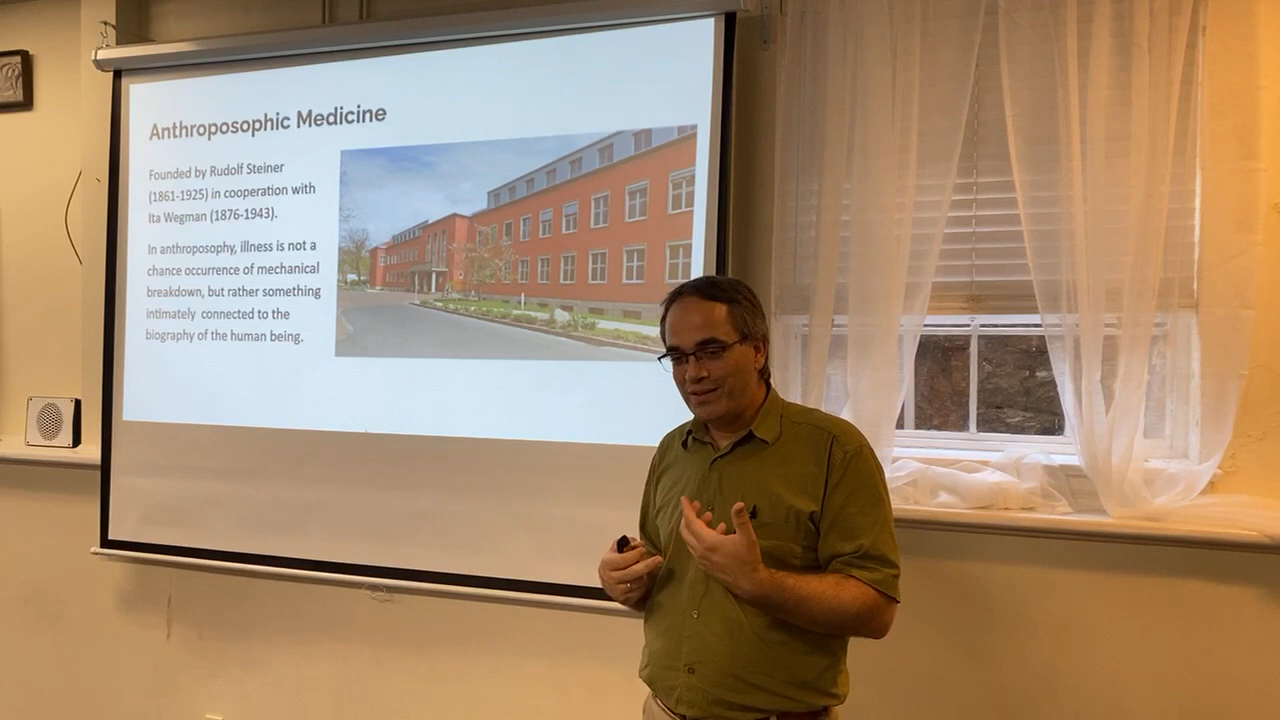 Anthroposophic Medicine
Founded by Rudolf Steiner
(1861-1925) in cooperation with
Ita Wegman (1876-1943).
In anthroposophy, illness is not a
chance occurrence of mechanical
breakdown, but rather something
intimately connected to the
biography of the human being.